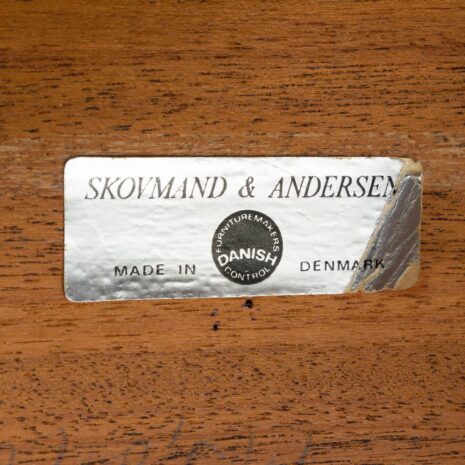 SKOVMAND & ANDERSEN
FURNITUREMAKERS
DANISH
CONTROL
MADE IN DENMARK